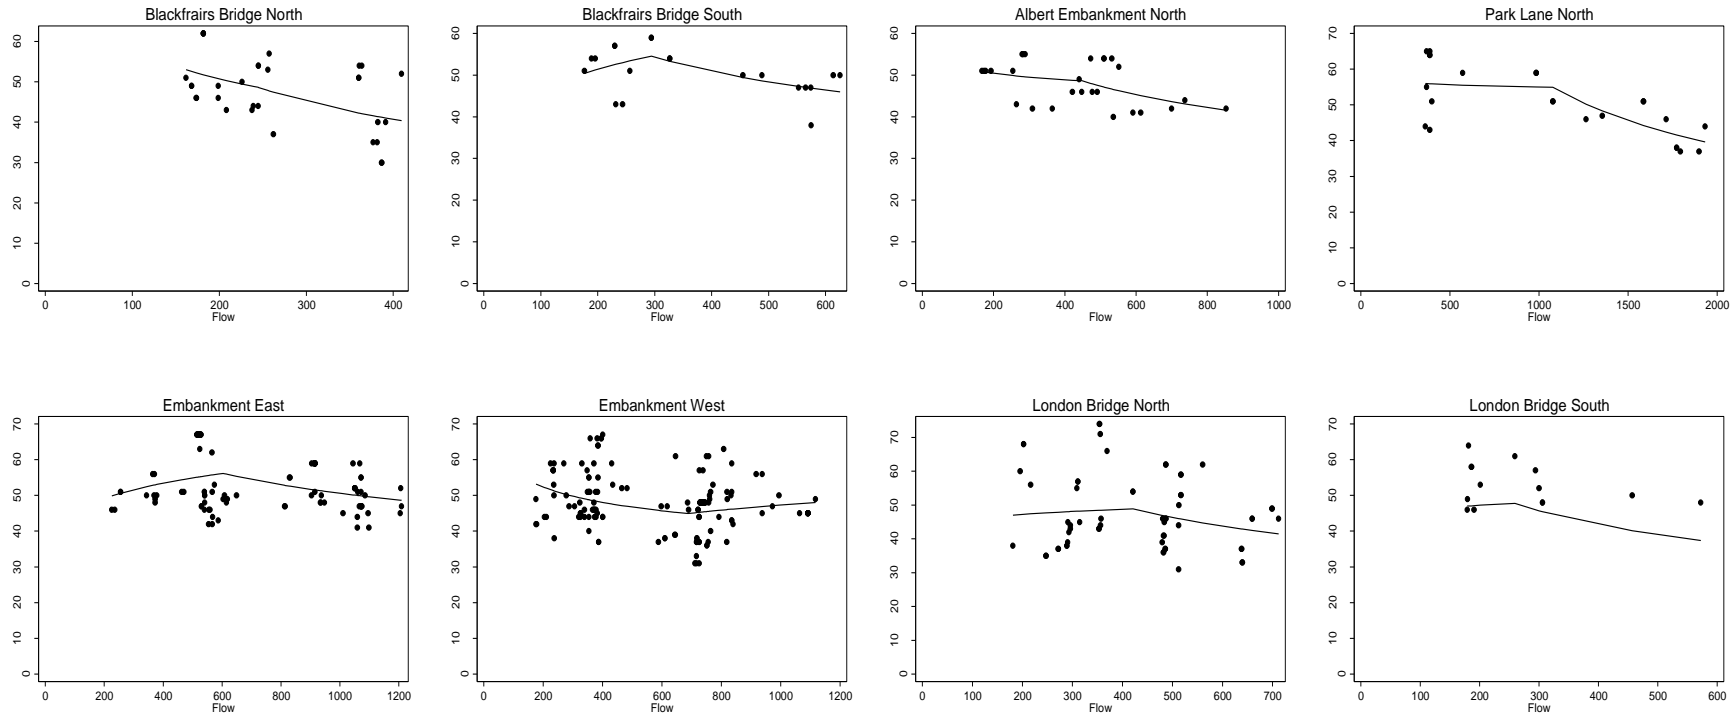 Blackfrairs Bridge North
60
50
40
30
20
10
0
0 100 200 300 400
Flow
Blackfrairs Bridge South
60
50
40
30
20
10
0
0 100 200 300 400 500 600
Flow
Albert Embankment North
60
50
40
30
20
10
0
0 200 400 600 800 1000
Flow
Park Lane North
70
60
50
40
30
20
10
0
0 500 1000 1500 2000
Flow
Embankment East
70
60
50
40
30
20
10
0
0 200 400 600 800 1000 1200
Flow
Embankment West
70
60
50
40
30
20
10
0
0 200 400 600 800 1000 1200
Flow
London Bridge North
70
60
50
40
30
20
10
0
0 100 200 300 400 500 600 700
Flow
London Bridge South
70
60
50
40
30
20
10
0
0 100 200 300 400 500 600
Flow